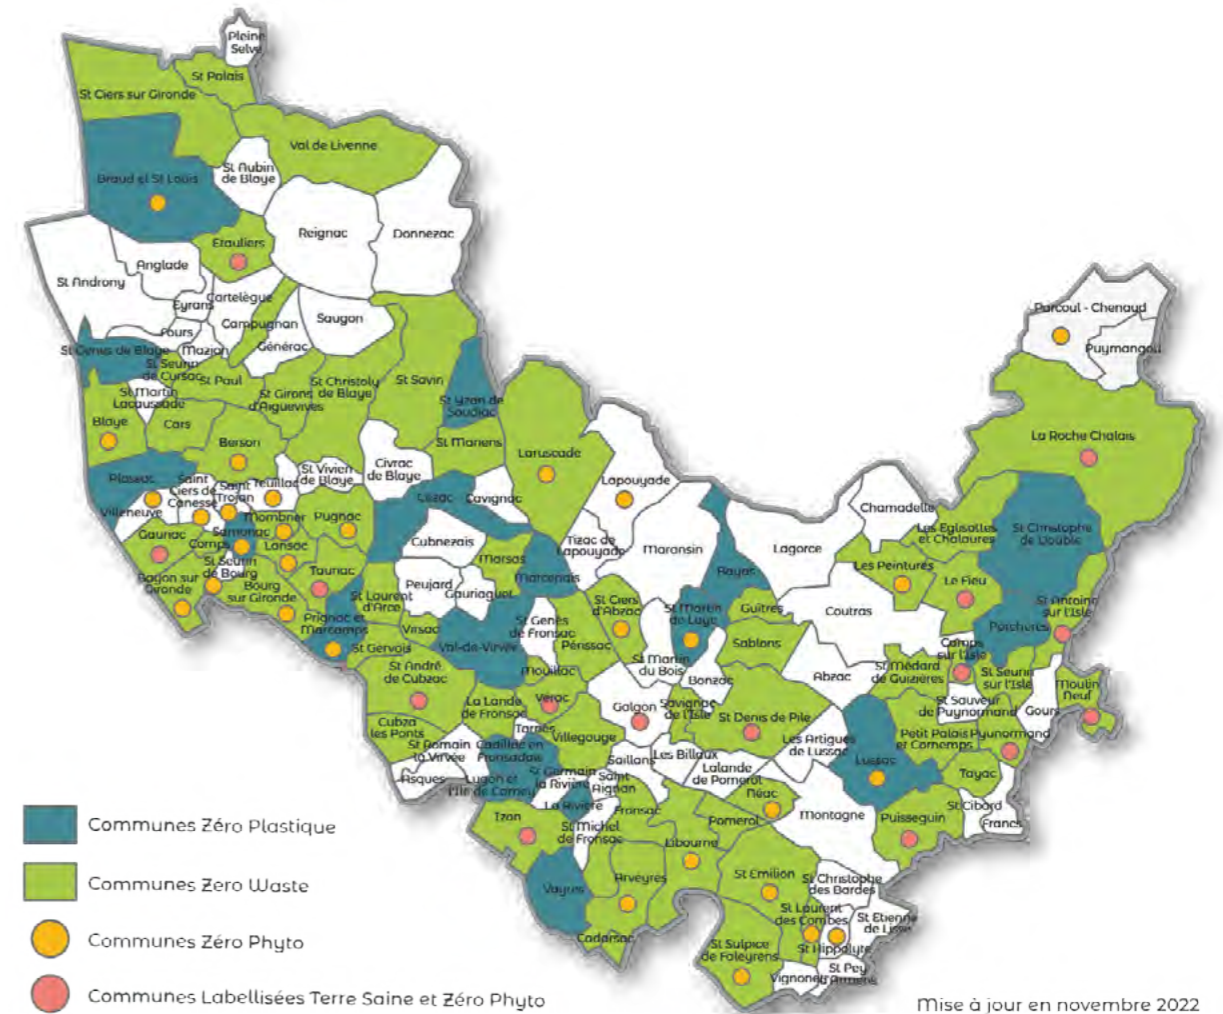 Pleine
Selve
St Palais
St Ciers sur Gironde
Val de Livenne
St Aubin
de Blaye
Braud et St Louis
Reignac
Donnezac
Etauliers
Anglade
St Androny
Cartelègue
Eyrans
Campugnan
Saugon
Fours
Générac
Mazion
St Genès de Blaye
St Seurin
de Cursac
St Paul
St Girons
d'Aiguevives
St Christoly
de Blaye
St Savin
St Yzan de
Soudiac
St Martin
Lacaussade
Blaye
Cars
Berson
St Mariens
Laruscade
Parcoul - Chenaud
Puymangou
La Roche Chalais
Plassac
Saint
Ciers de
Canesse
Saint
Trojan
Teuillac
St Vivien
de Blaye
Civrac
de Blaye
Cézac
Cavignac
Lapouyade
Villeneuve
Mombrier
Pugnac
Samonac
Comps
Lansac
Gauriac
St Seurin
de Bourg
Tauriac
Bayon sur
Gironde
Bourg
sur Gironde
Cubnezais
Marsas
Marcenais
Tizac de
Lapouyade
Maransin
Bayas
Lagorce
Chamadelle
Les Eglisottes
et Chalaures
St Christophe
de Double
Peujard
Gauriaguet
St Laurent
d'Arce
Prignac et
Marcamps
Virsac
St Gervais
Val-de-Virvée
St Genès
de Fronsac
Périssac
St Ciers
d'Abzac
St Martin
de Laye
Guîtres
Sablons
Coutras
Les Peintures
Le Fieu
Porchères
St Antoine
sur l'Isle
Camps
sur l'Isle
St Médard
de Guizières
St Seurin
sur l'Isle
Moulin
Neuf
St Sauveur
de Puynormand
Gours
Mouillac
St Martin
du Bois
Bonzac
Abzac
St André
de Cubzac
La Lande
de Fronsac
Vérac
Galgon
Savignac
de l'Isle
St Denis de Pile
Cubza
les Ponts
Tarnès
Villegouge
Les Artigues
de Lussac
Lussac
Petit Palais
et Cornemps
Pyunormand
Tayac
St Romain
la Virvée
Cadillac en
Fronsadais
Asques
Lugon et
l'Ile de Carney
St Germain
la Rivière
Saillans
Saint
Aignan
Les Billaux
Lalande
de Pomerol
Néac
Pomerol
Montagne
Puisseguin
St Cibard
Francs
La Rivière
St Michel
de Fronsac
Fronsac
Izon
Libourne
Vayres
Arveyres
Cadarsac
St Emilion
St Christophe
des Bardes
St Laurent
des Combes
St Etienne
de Lisse
St Hippolyte
St Sulpice
de Faleyrens
Vignonet
St Pey
Communes Zéro Plastique
Communes Zero Waste
Communes Zéro Phyto
Communes Labellisées Terre Saine et Zéro Phyto
Mise à jour en novembre 2022